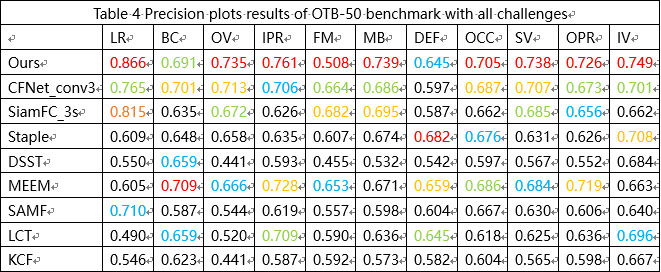 Table 4 Precision plots results of OTB-50 benchmark with all challenges
LR BC OV IPR FM MB DEF OCC SV OPR IV
Ours 0.866 0.691 0.735 0.761 0.508 0.739 0.645 0.705 0.738 0.726 0.749
CFNet_conv3 0.765 0.701 0.713 0.706 0.664 0.686 0.597 0.687 0.707 0.673 0.701
SiamFC_3s 0.815 0.635 0.672 0.626 0.682 0.695 0.587 0.662 0.685 0.656 0.662
Staple 0.609 0.648 0.658 0.635 0.607 0.674 0.682 0.676 0.631 0.626 0.708
DSST 0.550 0.659 0.441 0.593 0.455 0.532 0.542 0.597 0.567 0.552 0.684
MEEM 0.605 0.709 0.666 0.728 0.653 0.671 0.659 0.686 0.684 0.719 0.663
SAMF 0.710 0.587 0.544 0.619 0.557 0.598 0.604 0.667 0.630 0.606 0.640
LCT 0.490 0.659 0.520 0.709 0.590 0.636 0.645 0.618 0.625 0.636 0.696
KCF 0.546 0.623 0.441 0.587 0.592 0.573 0.582 0.604 0.565 0.598 0.667